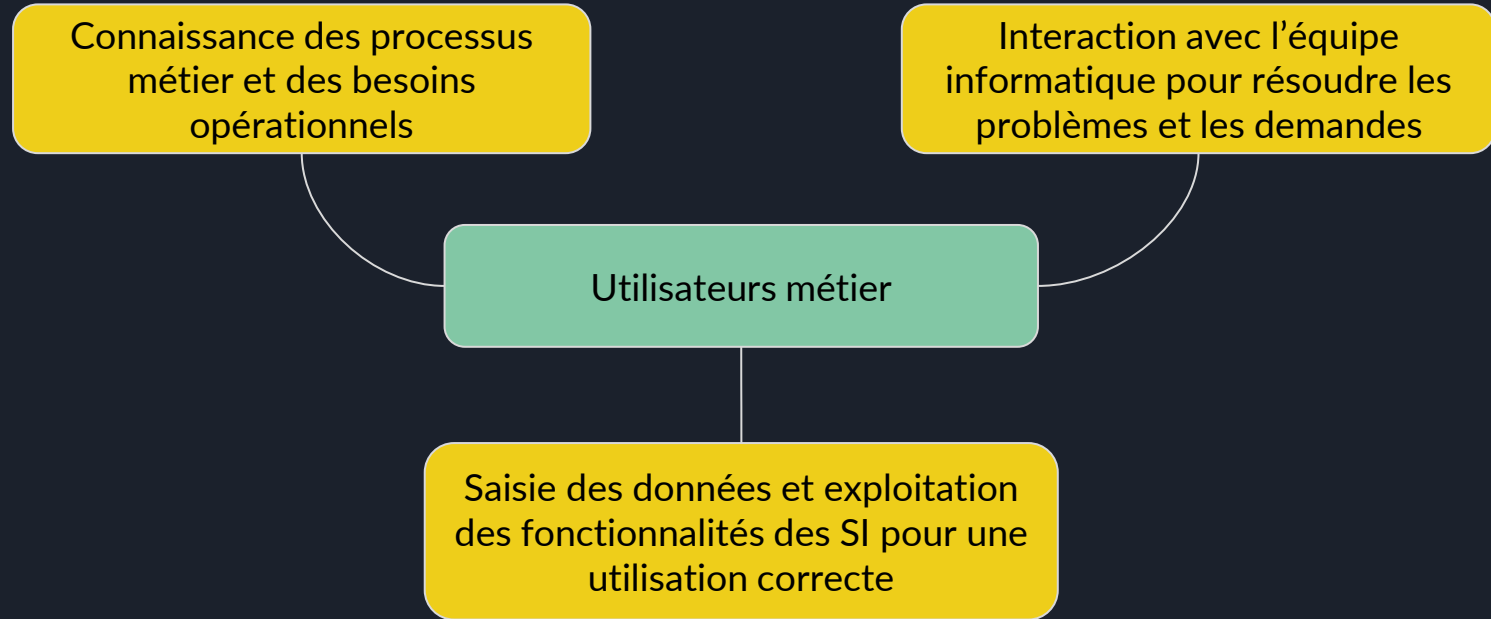 Connaissance des processus
métier et des besoins
opérationnels
Interaction avec l’équipe
informatique pour résoudre les
problèmes et les demandes
Utilisateurs métier
Saisie des données et exploitation
des fonctionnalités des SI pour une
utilisation correcte